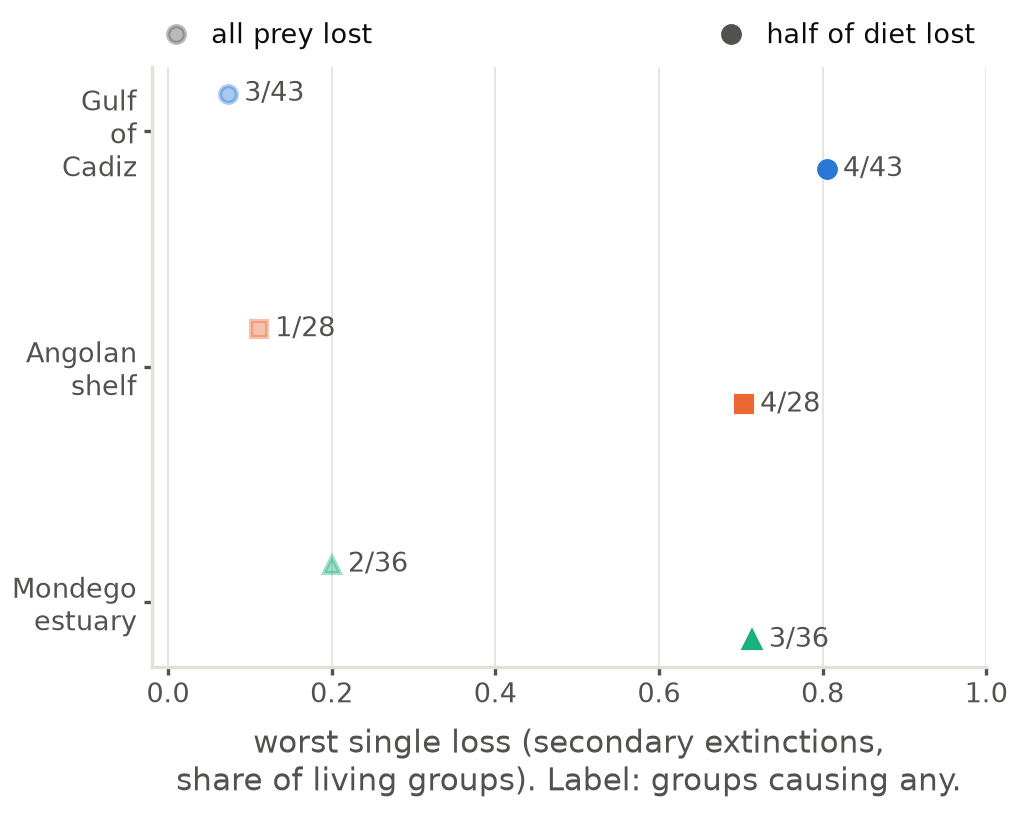 all prey lost
half of diet lost
Gulf
of
Cadiz
3/43
4/43
Angolan
shelf
1/28
4/28
Mondego
estuary
2/36
3/36
0.0 0.2 0.4 0.6 0.8 1.0
worst single loss (secondary extinctions,
share of living groups). Label: groups causing any.